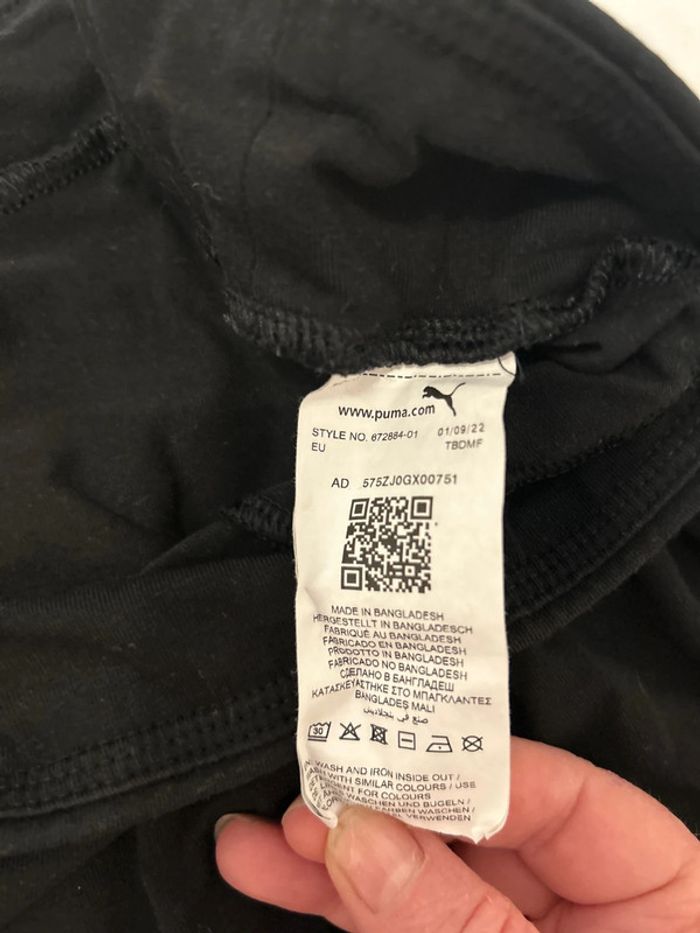 www.puma.com
STYLE NO. 672884-01 01/09/22
EU TBDMF
AD 575ZJ0GX00751
MADE IN BANGLADESH
HERGESTELLT IN BANGLADESCH
FABRIQUÉ AU BANGLADESH
FABRICADO EN BANGLADESH
PRODOTTO IN BANGLADESH
FABRICADO NO BANGLADESH
СДЕЛАНО В БАНГЛАДЕШ
ΚΑΤΑΣΚΕΥΑΣΤΗΚΕ ΣΤΟ ΜΠΑΓΚΛΑΝΤΕΣ
BANGLADEŞ MALI
صنع في بنجلاديش
30
WASH AND IRON INSIDE OUT /
WITH SIMILAR COLOURS / USE
FOR COLOURS
WASCHEN UND BÜGELN /
WASCHEN /
VERWENDEN